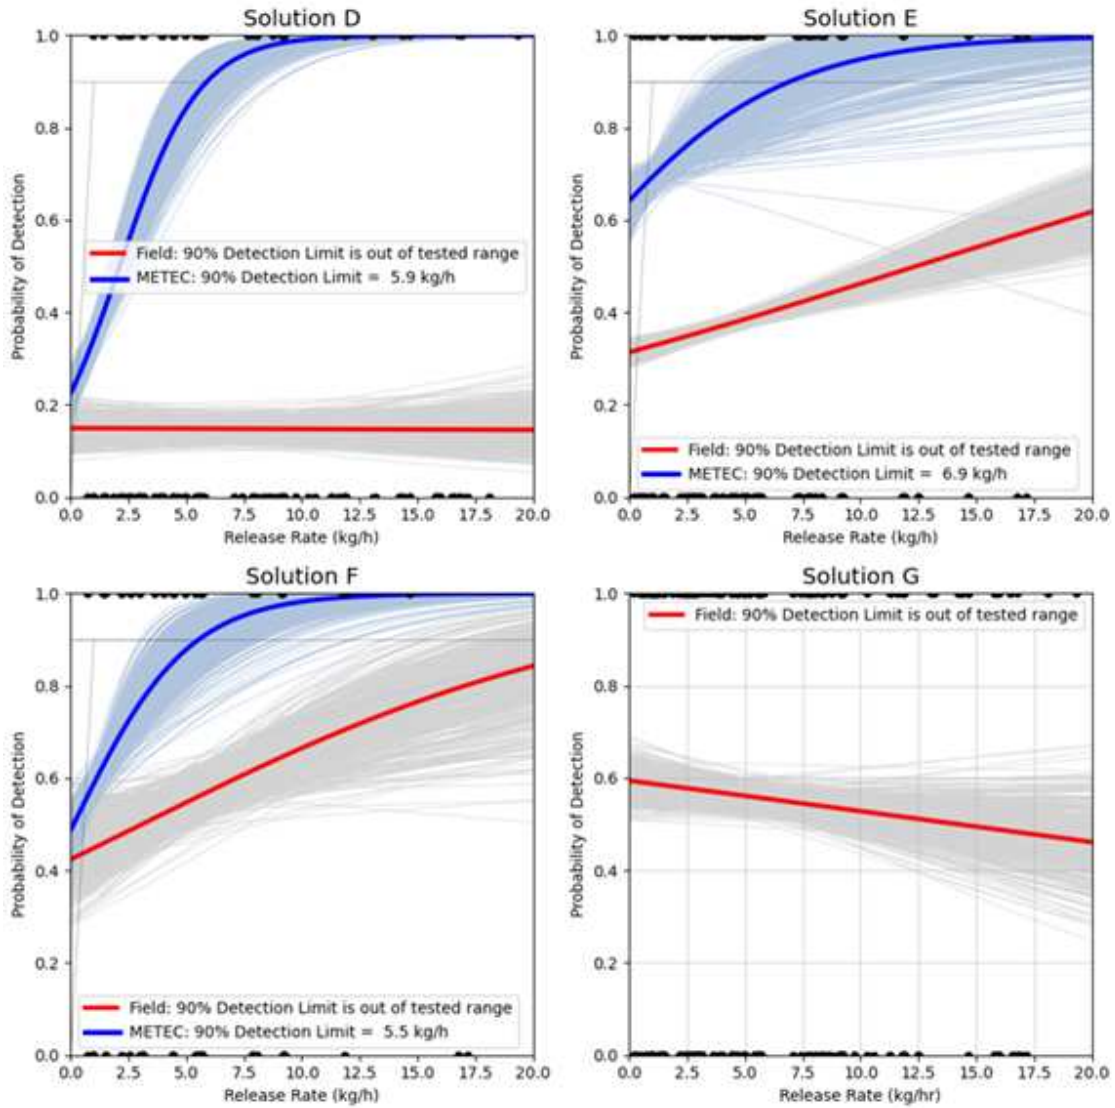 Solution D
1.0
0.8
0.6
0.4
0.2
0.0
Probability of Detection
Field: 90% Detection Limit is out of tested range
METEC: 90% Detection Limit = 5.9 kg/h
0.0 2.5 5.0 7.5 10.0 12.5 15.0 17.5 20.0
Release Rate (kg/h)
Solution E
1.0
0.8
0.6
0.4
0.2
0.0
Probability of Detection
Field: 90% Detection Limit is out of tested range
METEC: 90% Detection Limit = 6.9 kg/h
0.0 2.5 5.0 7.5 10.0 12.5 15.0 17.5 20.0
Release Rate (kg/h)
Solution F
1.0
0.8
0.6
0.4
0.2
0.0
Probability of Detection
Field: 90% Detection Limit is out of tested range
METEC: 90% Detection Limit = 5.5 kg/h
0.0 2.5 5.0 7.5 10.0 12.5 15.0 17.5 20.0
Release Rate (kg/h)
Solution G
1.0
0.8
0.6
0.4
0.2
0.0
Probability of Detection
Field: 90% Detection Limit is out of tested range
0.0 2.5 5.0 7.5 10.0 12.5 15.0 17.5 20.0
Release Rate (kg/hr)